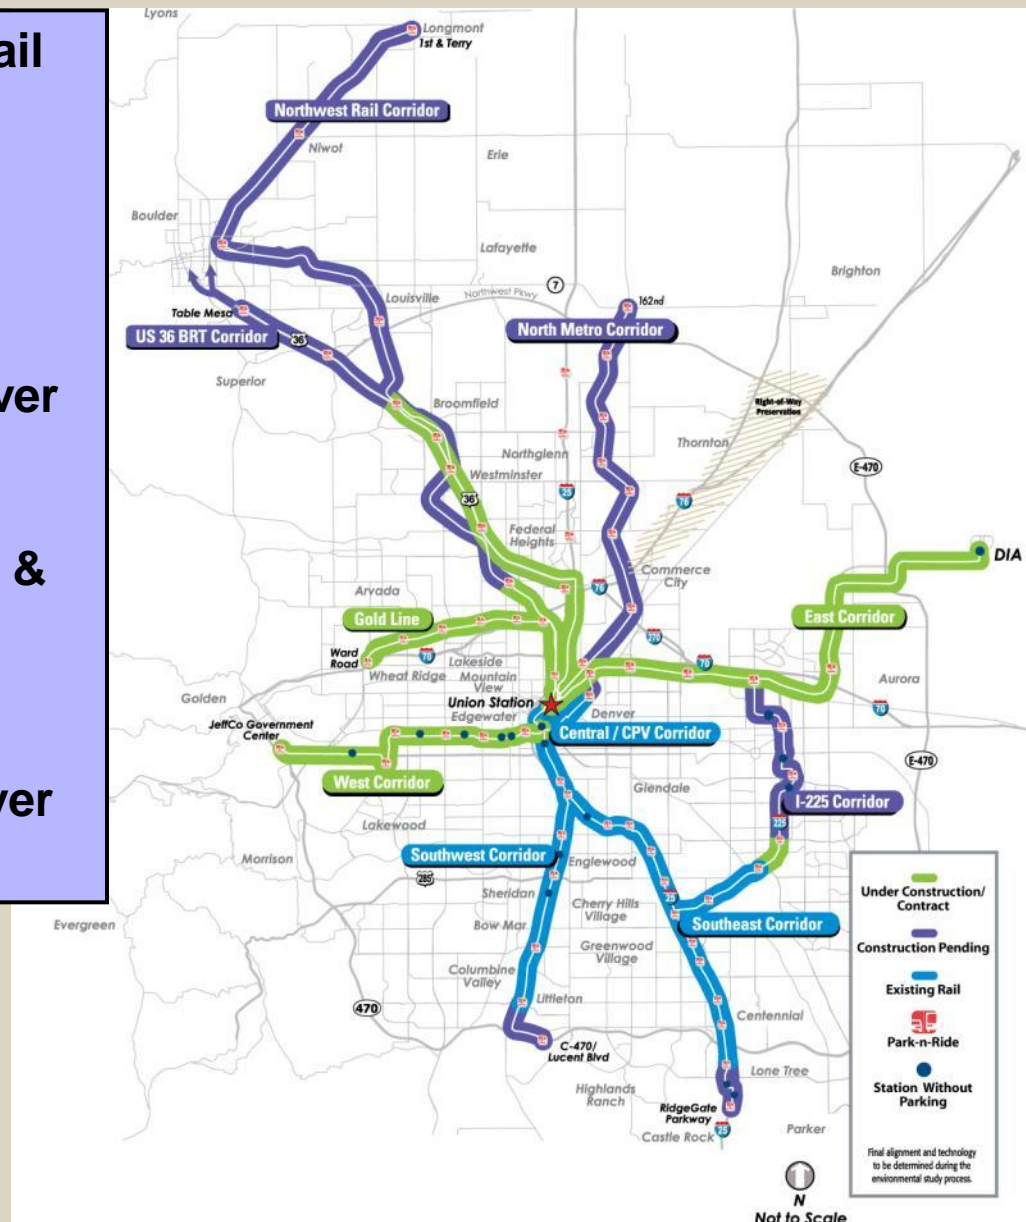 ail
ver
&
ver
Lyons
Longmont
1st & Terry
Northwest Rail Corridor
Niwot
Erie
Boulder
Lafayette
Brighton
Louisville
Northwest Pkwy
7
162nd
Table Mesa
US 36 BRT Corridor
36
North Metro Corridor
Superior
Broomfield
Right-of-Way
Preservation
Thornton
Northglenn
E-470
Westminster
25
76
36
Federal
Heights
Commerce
City
DIA
Arvada
76
Gold Line
East Corridor
270
Ward
Road
70
Lakeside
70
Wheat Ridge
Mountain
View
Aurora
Golden
Union Station
Edgewater
Denver
70
JeffCo Government
Center
Central / CPV Corridor
E-470
West Corridor
Glendale
I-225 Corridor
225
Lakewood
Southwest Corridor
Morrison
Englewood
285
Sheridan
25
Cherry Hills
Village
Evergreen
Bow Mar
Southeast Corridor
Greenwood
Village
Columbine
Valley
Littleton
470
Centennial
C-470/
Lucent Blvd
Lone Tree
Highlands
Ranch
RidgeGate
Parkway
25
Castle Rock
Parker
Under Construction/
Contract
Construction Pending
Existing Rail
Park-n-Ride
Station Without
Parking
Final alignment and technology
to be determined during the
environmental study process.
N
Not to Scale